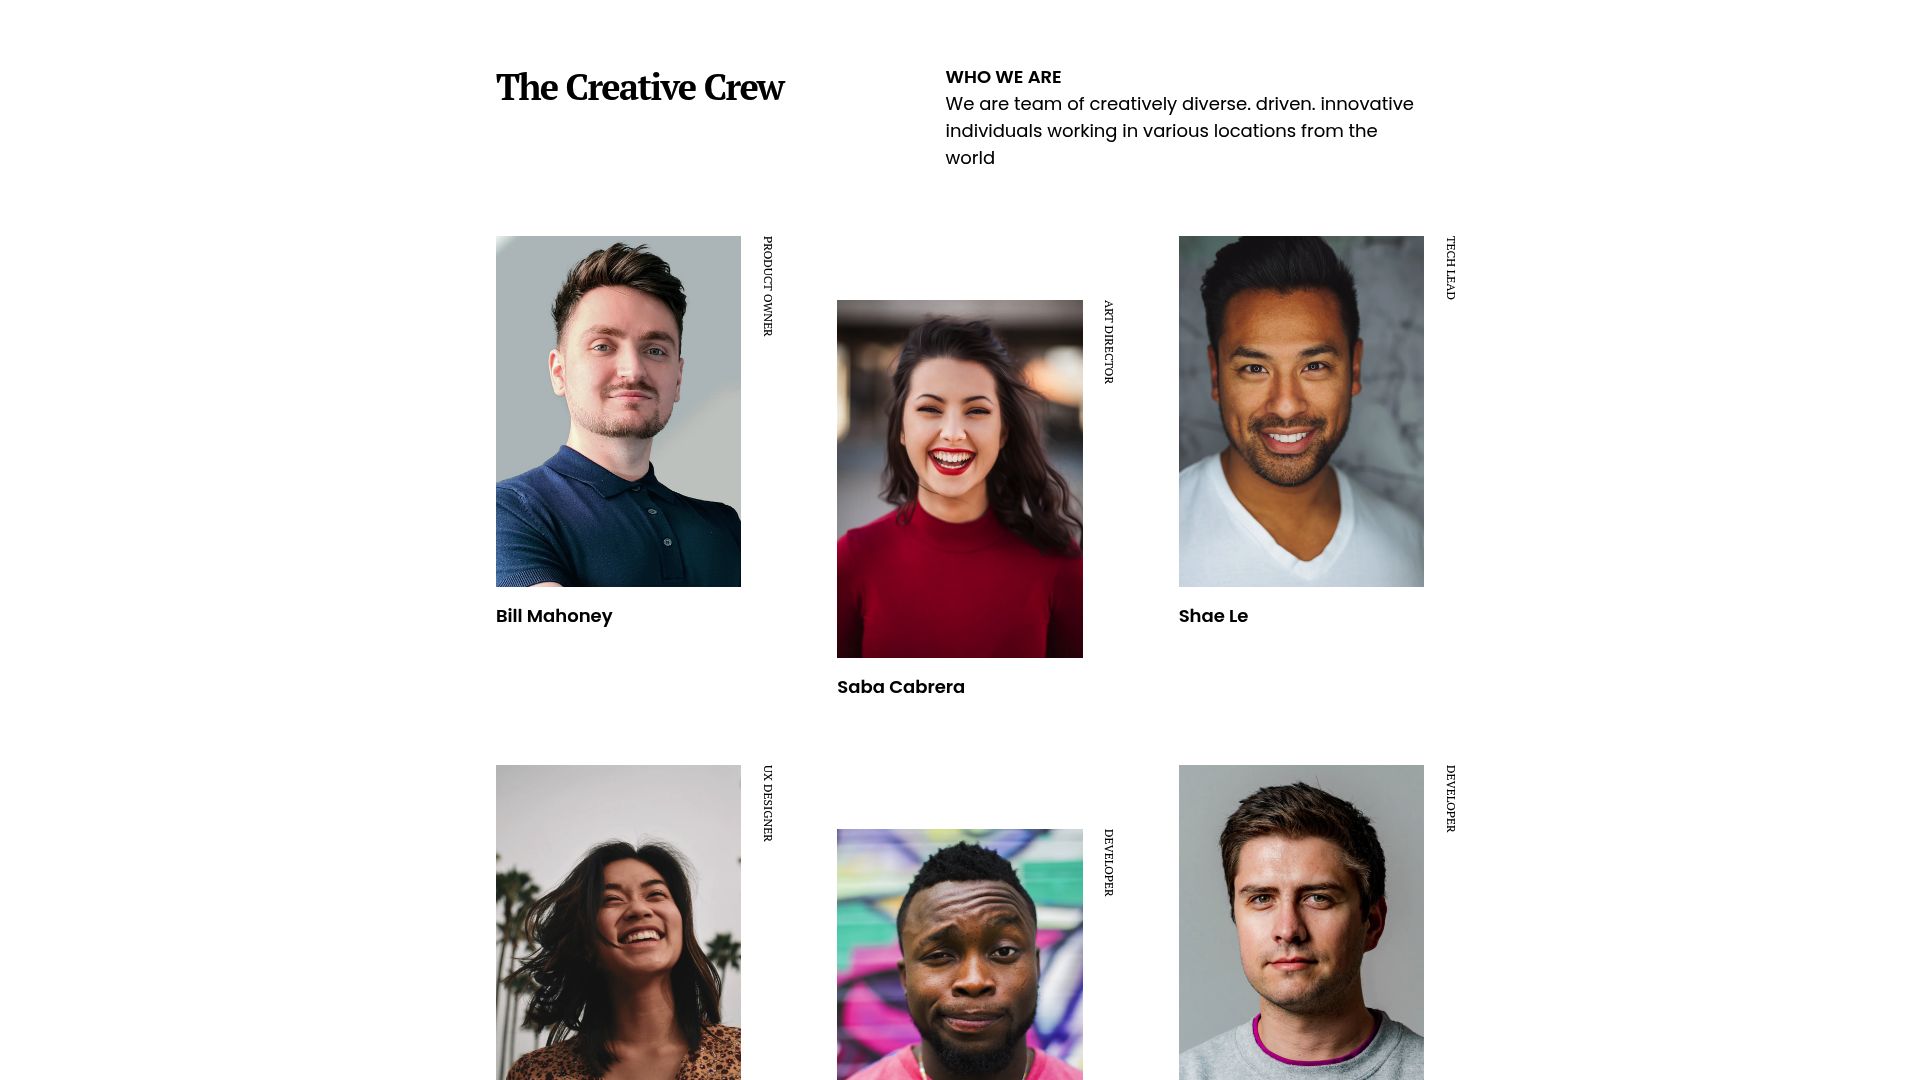 The Creative Crew
WHO WE ARE
We are team of creatively diverse. driven. innovative
individuals working in various locations from the
world
PRODUCT OWNER
Bill Mahoney
ART DIRECTOR
Saba Cabrera
TECH LEAD
Shae Le
UX DESIGNER
DEVELOPER
DEVELOPER